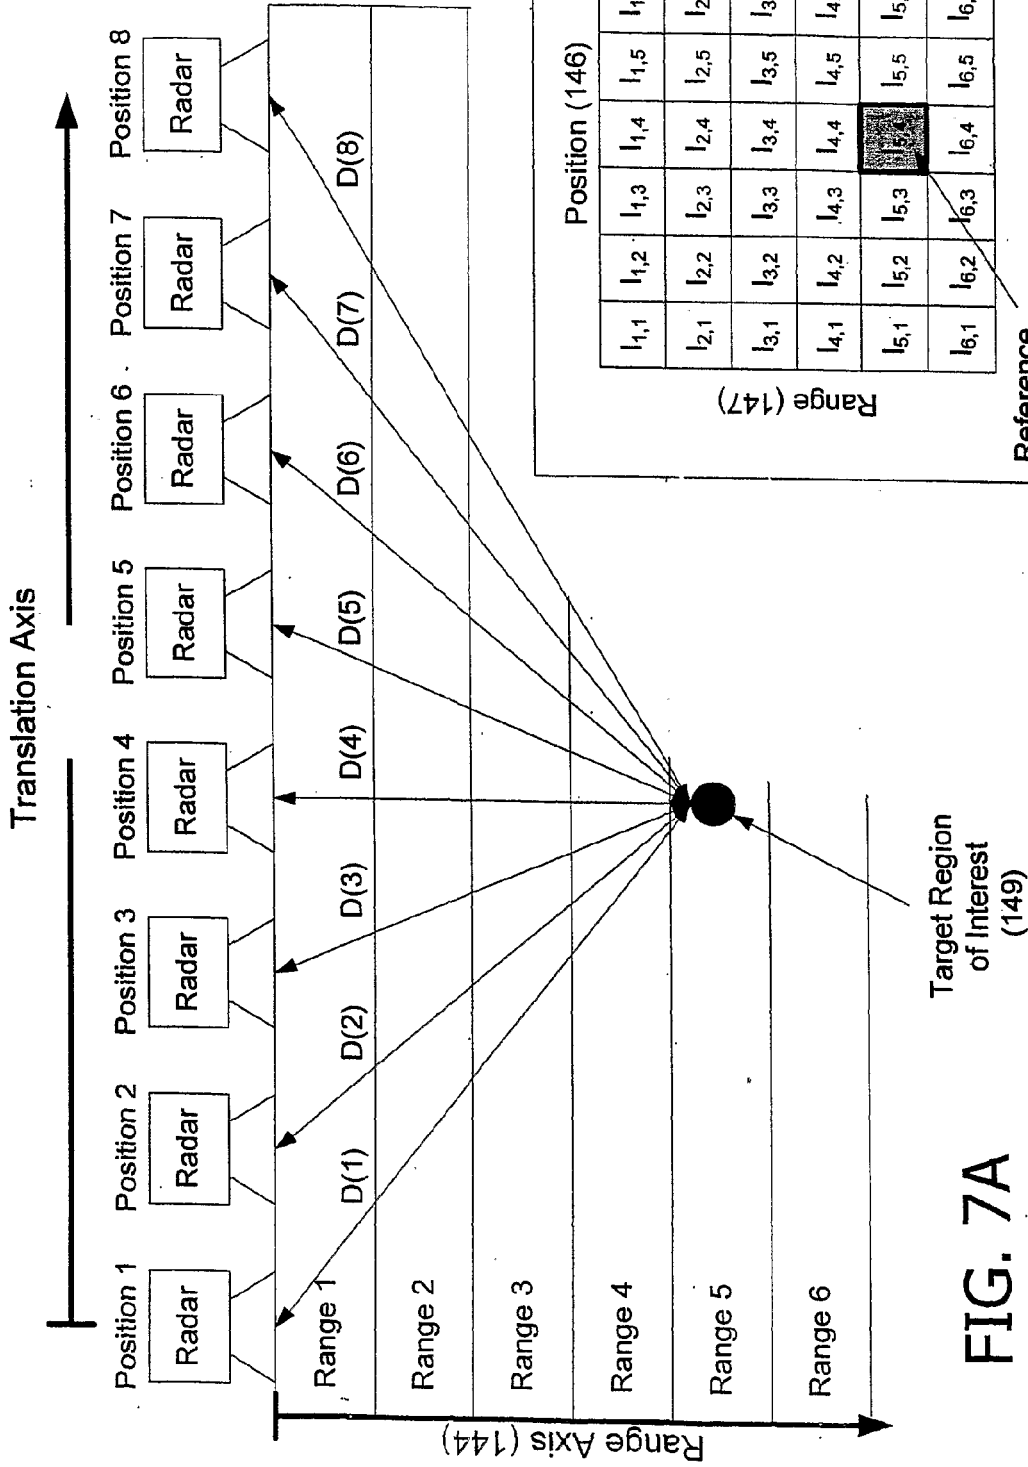 Translation Axis
Position 1
Position 2
Position 3
Position 4
Position 5
Position 6
Position 7
Position 8
Radar
Radar
Radar
Radar
Radar
Radar
Radar
Radar
D(1)
D(2)
D(3)
D(4)
D(5)
D(6)
D(7)
D(8)
Range 1
Range 2
Range 3
Range 4
Range 5
Range 6
Range Axis (144)
Target Region
of Interest
(149)
Position (146)
Range (147)
I1,1 I1,2 I1,3 I1,4 I1,5
I2,1 I2,2 I2,3 I2,4 I2,5
I3,1 I3,2 I3,3 I3,4 I3,5
I4,1 I4,2 I4,3 I4,4 I4,5
I5,1 I5,2 I5,3 I5,4 I5,5
I6,1 I6,2 I6,3 I6,4 I6,5
Reference
FIG. 7A